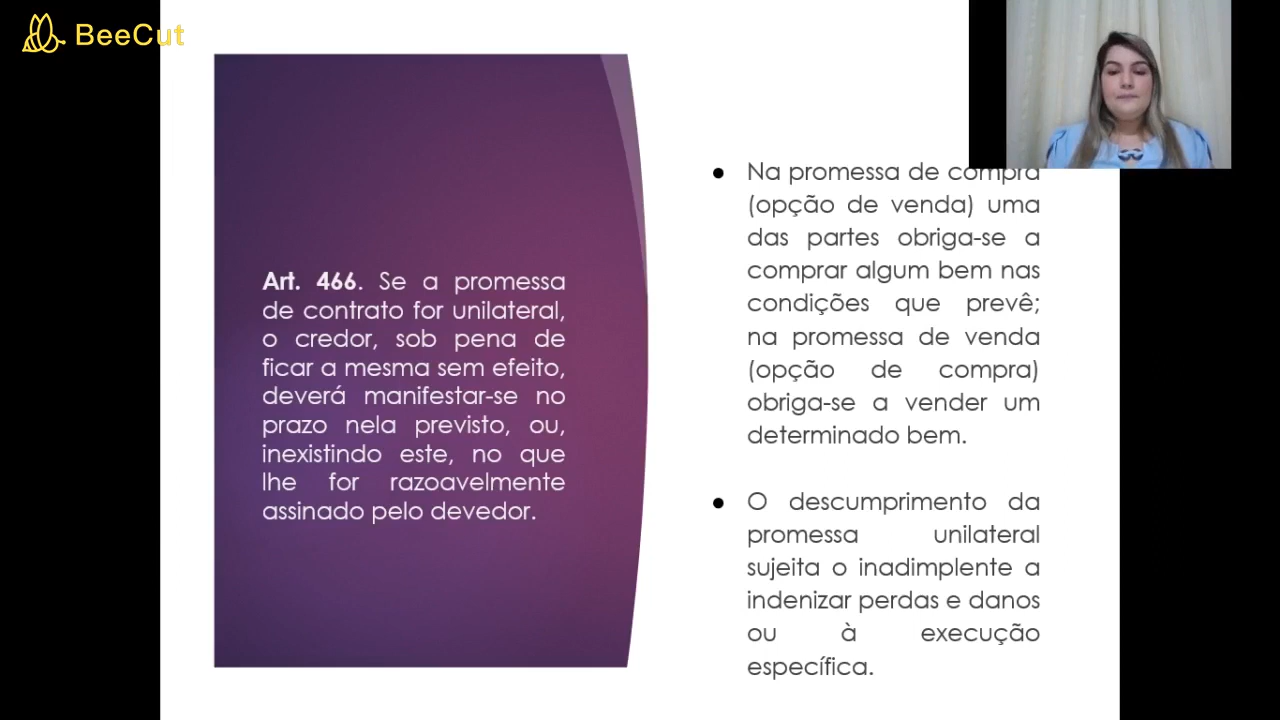 BeeCut
Art. 466. Se a promessa
de contrato for unilateral,
o credor, sob pena de
ficar a mesma sem efeito,
deverá manifestar-se no
prazo nela previsto, ou,
inexistindo este, no que
lhe for razoavelmente
assinado pelo devedor.
● Na promessa de compra
(opção de venda) uma
das partes obriga-se a
comprar algum bem nas
condições que prevê;
na promessa de venda
(opção de compra)
obriga-se a vender um
determinado bem.
● O descumprimento da
promessa unilateral
sujeita o inadimplente a
indenizar perdas e danos
ou à execução
específica.